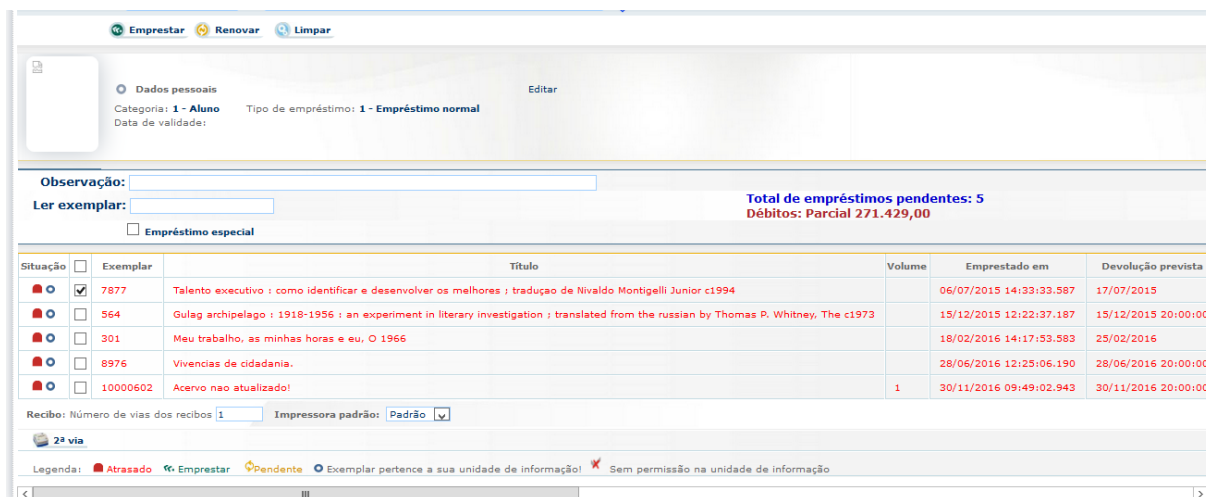 Emprestar Renovar Limpar
Dados pessoais Editar
Categoria: 1 - Aluno Tipo de empréstimo: 1 - Empréstimo normal
Data de validade:
Observação:
Ler exemplar:
Total de empréstimos pendentes: 5
Débitos: Parcial 271.429,00
Empréstimo especial
Situação Exemplar Título Volume Emprestado em Devolução prevista
7877 Talento executivo : como identificar e desenvolver os melhores ; traduçao de Nivaldo Montigelli Junior c1994 06/07/2015 14:33:33.587 17/07/2015
564 Gulag archipelago : 1918-1956 : an experiment in literary investigation ; translated from the russian by Thomas P. Whitney, The c1973 15/12/2015 12:22:37.187 15/12/2015 20:00:00
301 Meu trabalho, as minhas horas e eu, O 1966 18/02/2016 14:17:53.583 25/02/2016
8976 Vivencias de cidadania. 28/06/2016 12:25:06.190 28/06/2016 20:00:00
10000602 Acervo nao atualizado! 1 30/11/2016 09:49:02.943 30/11/2016 20:00:00
Recibo: Número de vias dos recibos 1 Impressora padrão: Padrão
2ª via
Legenda: Atrasado Emprestar Pendente Exemplar pertence a sua unidade de informação! Sem permissão na unidade de informação